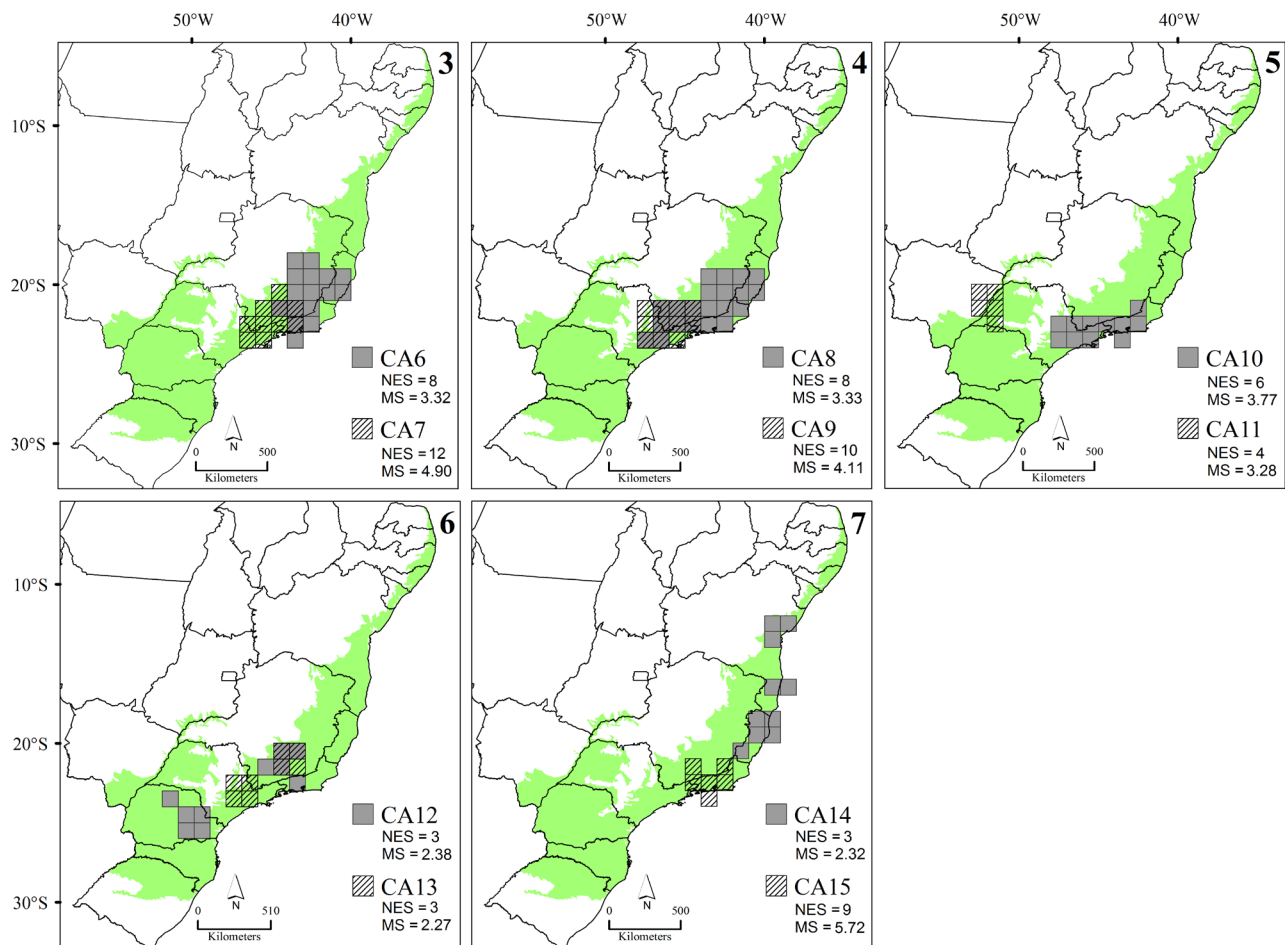 50°W 40°W 50°W 40°W 50°W 40°W
3
10°S
20°S
30°S
CA6
NES = 8
MS = 3.32
CA7
NES = 12
MS = 4.90
N
0 500
Kilometers
4
CA8
NES = 8
MS = 3.33
CA9
NES = 10
MS = 4.11
N
0 500
Kilometers
5
CA10
NES = 6
MS = 3.77
CA11
NES = 4
MS = 3.28
N
0 500
Kilometers
6
10°S
20°S
30°S
CA12
NES = 3
MS = 2.38
CA13
NES = 3
MS = 2.27
N
0 510
Kilometers
7
CA14
NES = 3
MS = 2.32
CA15
NES = 9
MS = 5.72
N
0 500
Kilometers